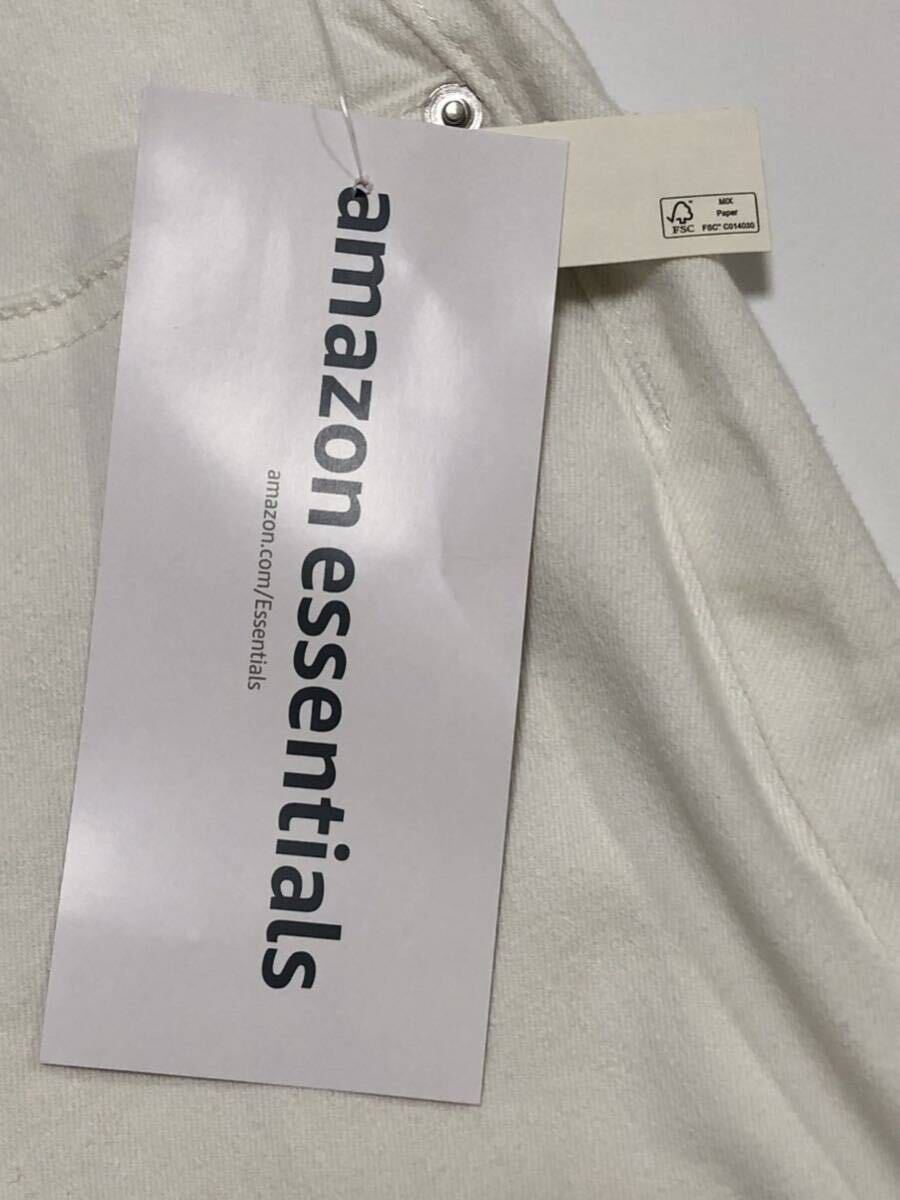 amazon essentials
amazon.com/Essentials
FSC
MIX
Paper
FSC® C014030